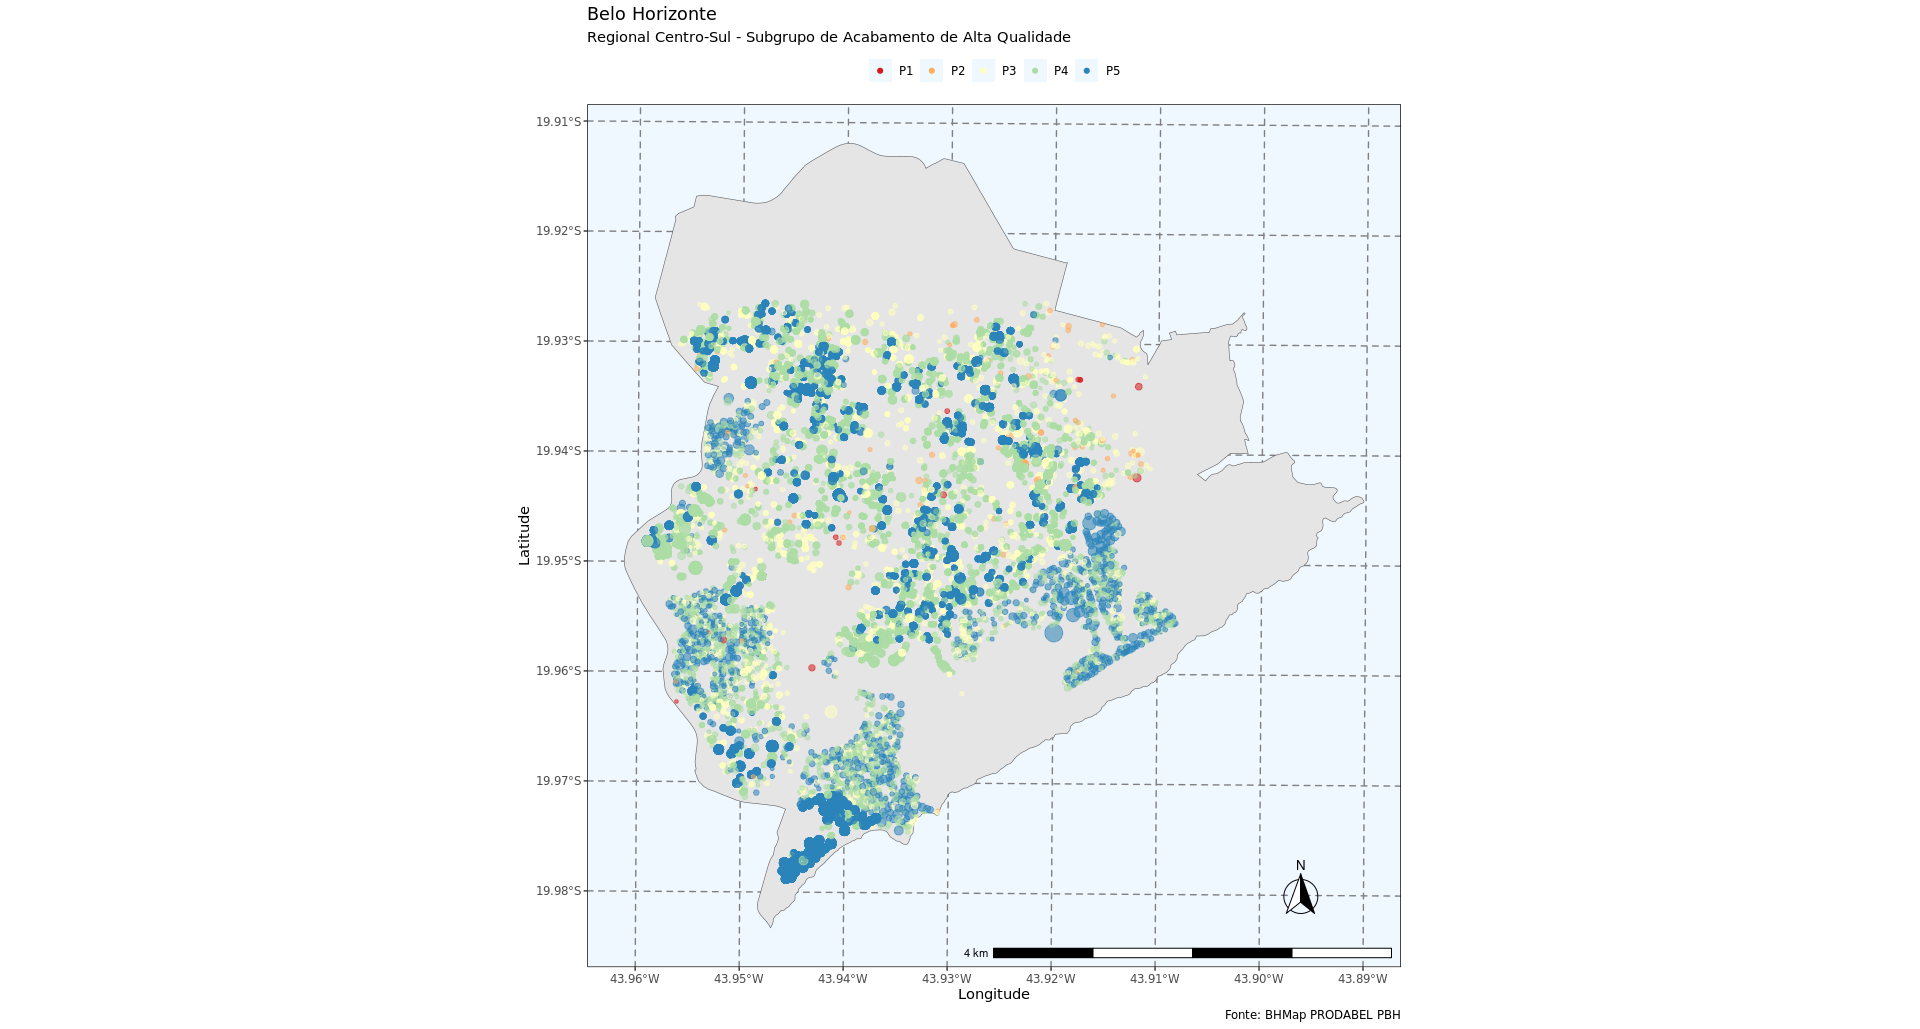 Belo Horizonte
Regional Centro-Sul - Subgrupo de Acabamento de Alta Qualidade
P1 P2 P3 P4 P5
19.91°S
19.92°S
19.93°S
19.94°S
19.95°S
19.96°S
19.97°S
19.98°S
Latitude
N
4 km
43.96°W 43.95°W 43.94°W 43.93°W 43.92°W 43.91°W 43.90°W 43.89°W
Longitude
Fonte: BHMap PRODABEL PBH